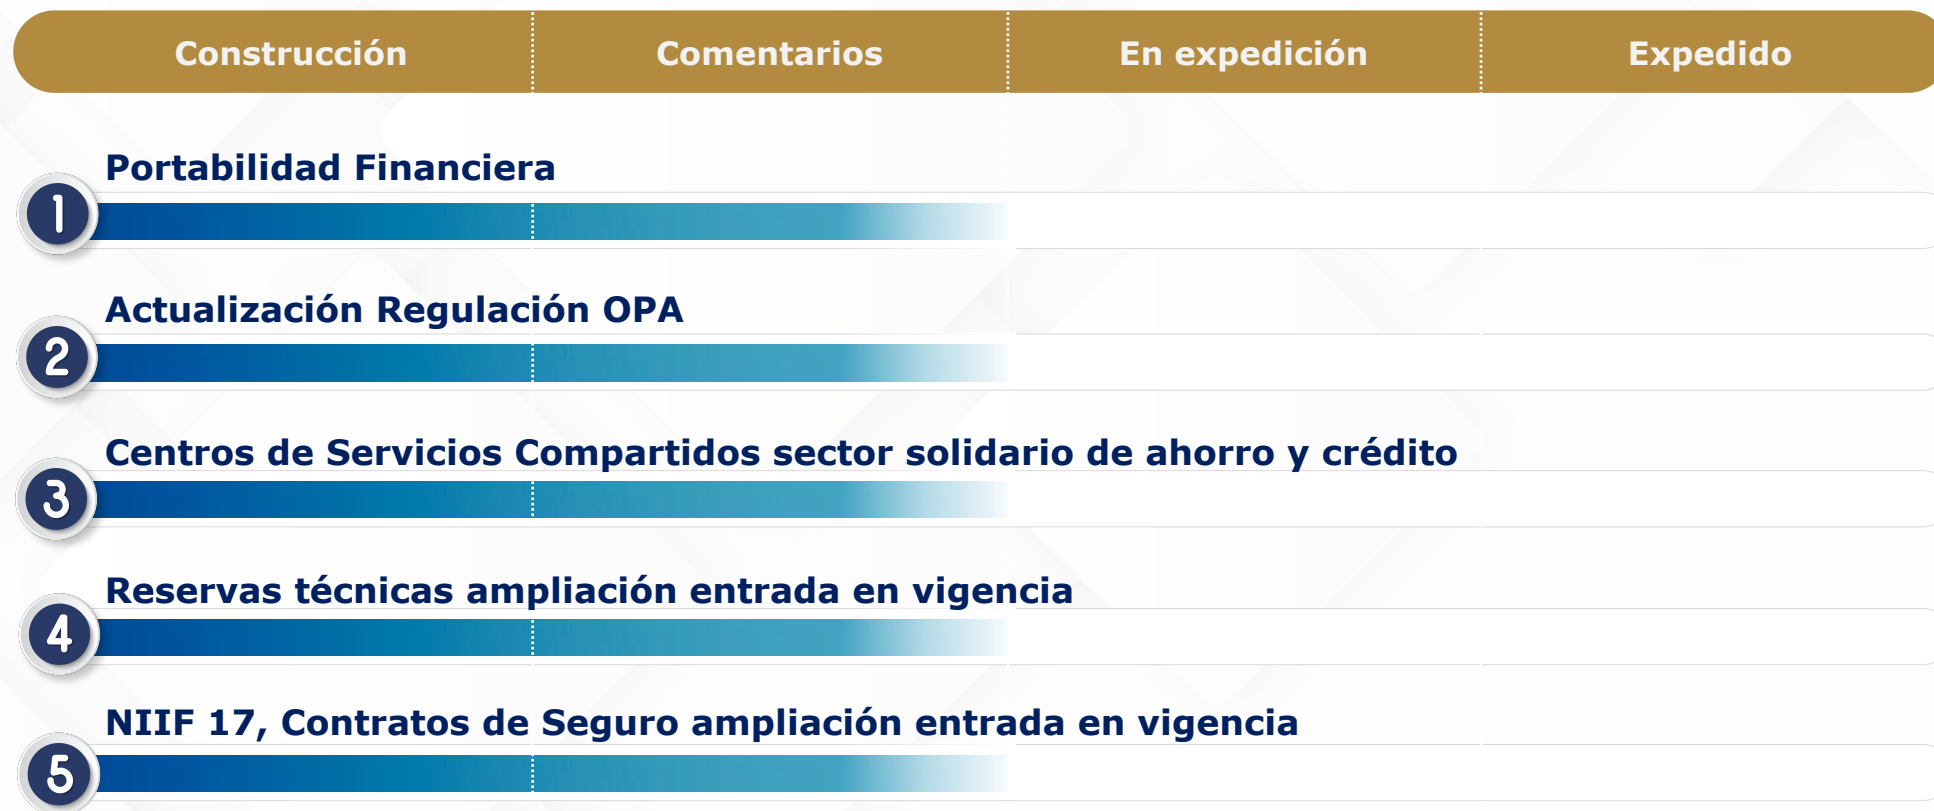 Construcción Comentarios En expedición Expedido
Portabilidad Financiera
1
Actualización Regulación OPA
2
Centros de Servicios Compartidos sector solidario de ahorro y crédito
3
Reservas técnicas ampliación entrada en vigencia
4
NIIF 17, Contratos de Seguro ampliación entrada en vigencia
5